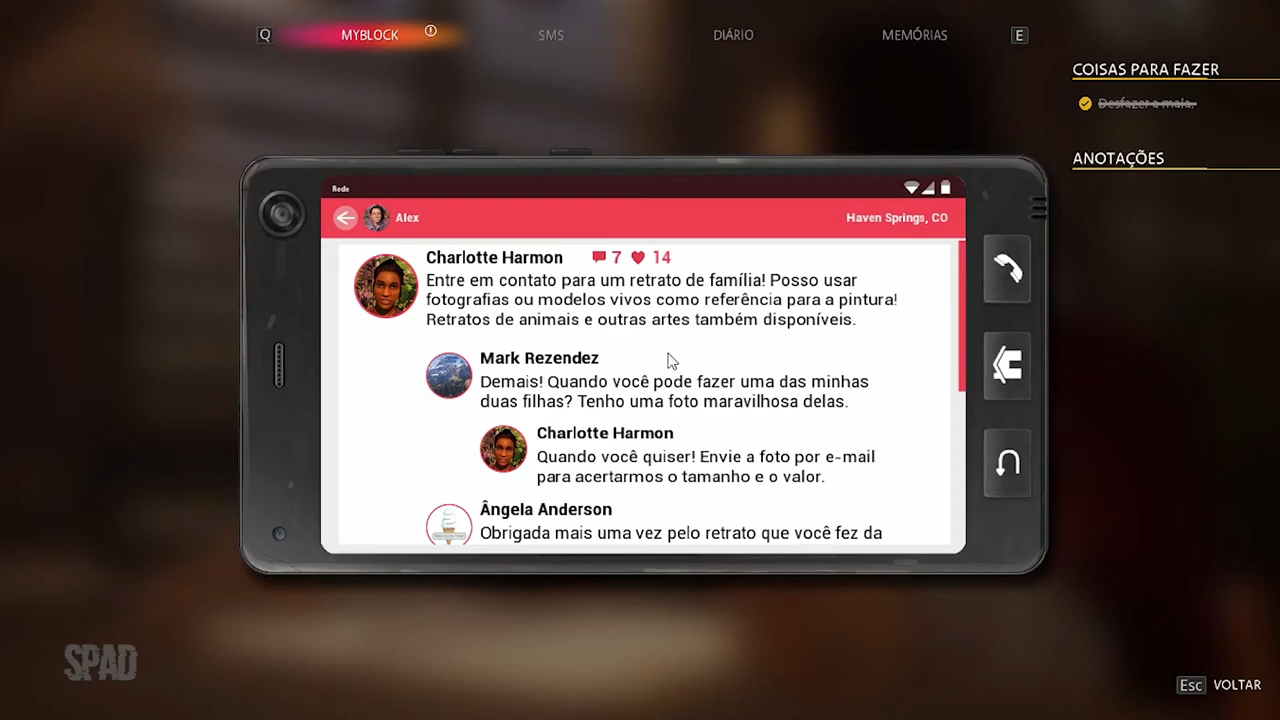 Q
MYBLOCK
SMS
DIÁRIO
MEMÓRIAS
E
COISAS PARA FAZER
Desfazer a mala.
ANOTAÇÕES
Rede
Alex
Haven Springs, CO
Charlotte Harmon 7 14
Entre em contato para um retrato de família! Posso usar
fotografias ou modelos vivos como referência para a pintura!
Retratos de animais e outras artes também disponíveis.
Mark Rezendez
Demais! Quando você pode fazer uma das minhas
duas filhas? Tenho uma foto maravilhosa delas.
Charlotte Harmon
Quando você quiser! Envie a foto por e-mail
para acertarmos o tamanho e o valor.
Ângela Anderson
Obrigada mais uma vez pelo retrato que você fez da
SPAD
Esc VOLTAR